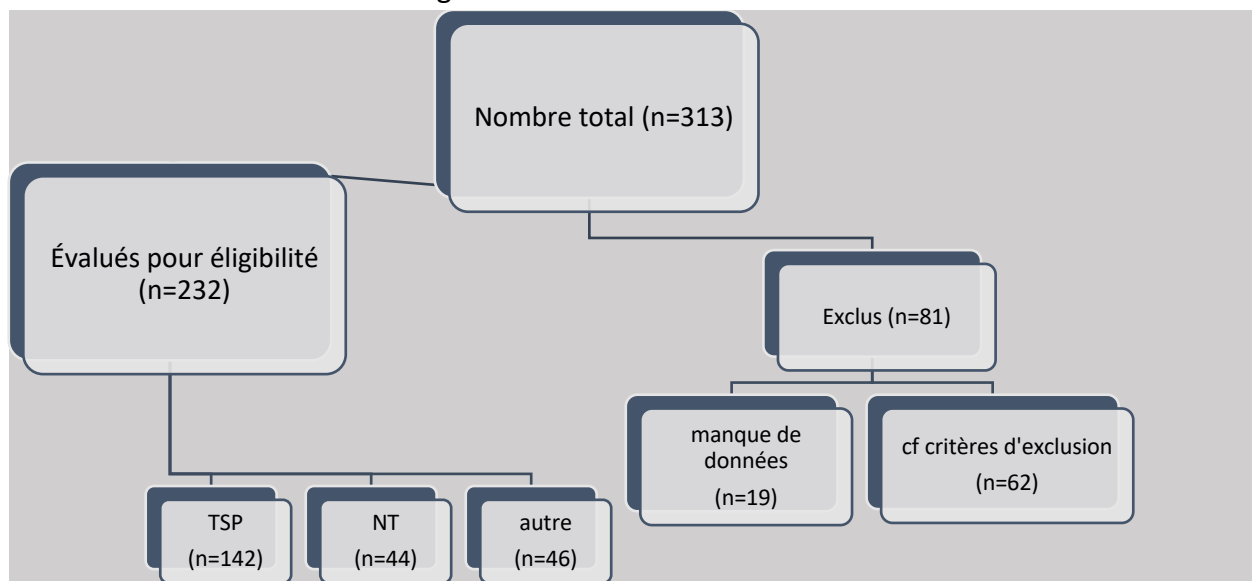 Nombre total (n=313)
Évalués pour éligibilité
(n=232)
Exclus (n=81)
manque de
données
(n=19)
cf critères d'exclusion
(n=62)
TSP
(n=142)
NT
(n=44)
autre
(n=46)